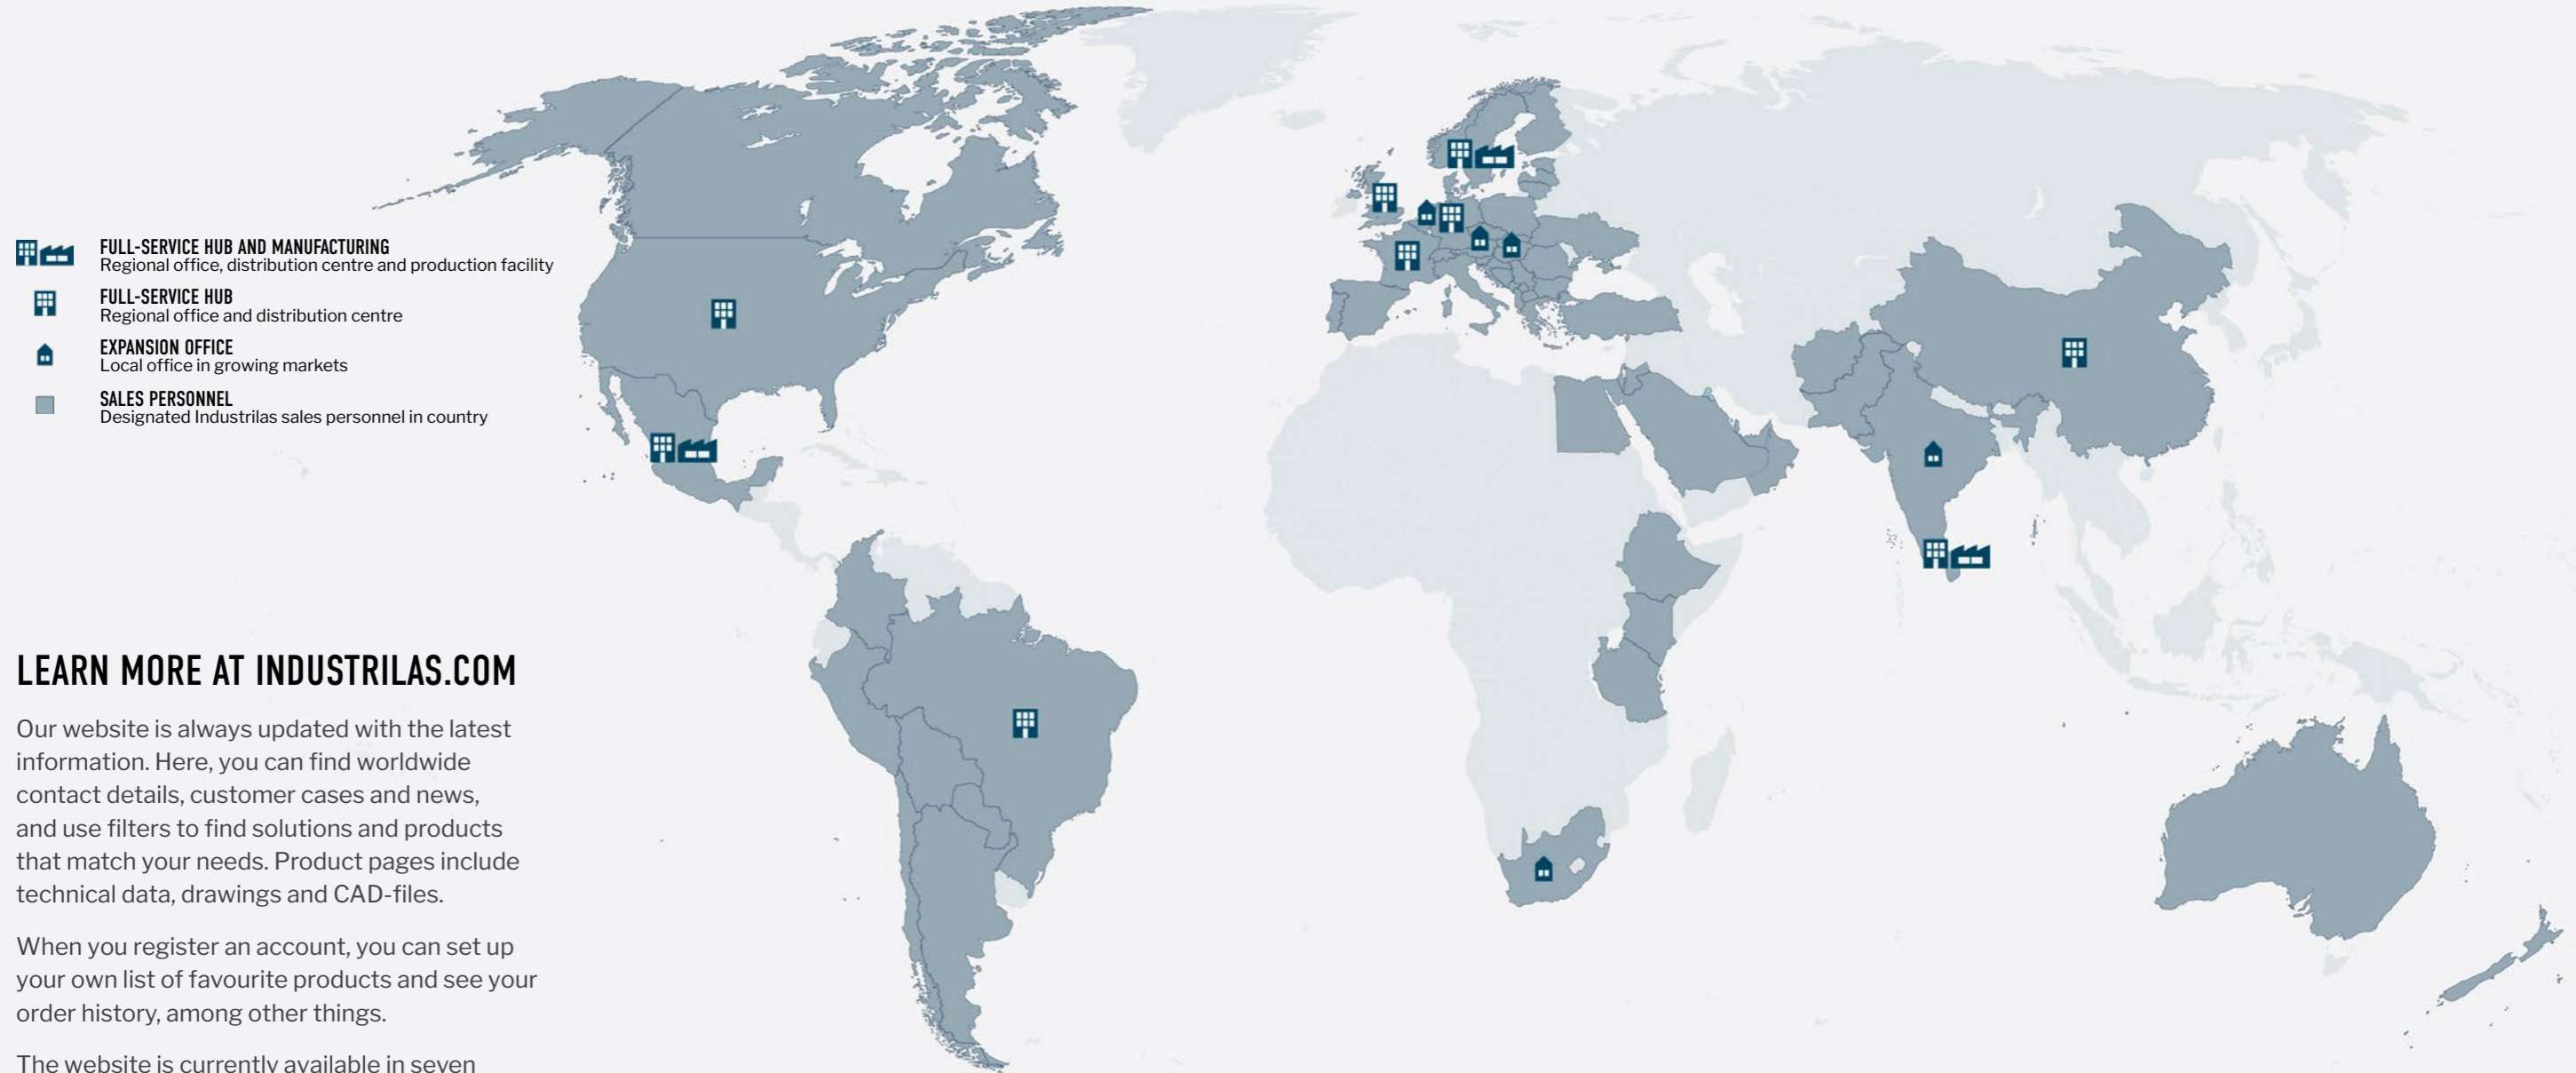 FULL-SERVICE HUB AND MANUFACTURING
Regional office, distribution centre and production facility
FULL-SERVICE HUB
Regional office and distribution centre
EXPANSION OFFICE
Local office in growing markets
SALES PERSONNEL
Designated Industrilas sales personnel in country
LEARN MORE AT INDUSTRILAS.COM
Our website is always updated with the latest
information. Here, you can find worldwide
contact details, customer cases and news,
and use filters to find solutions and products
that match your needs. Product pages include
technical data, drawings and CAD-files.
When you register an account, you can set up
your own list of favourite products and see your
order history, among other things.
The website is currently available in seven